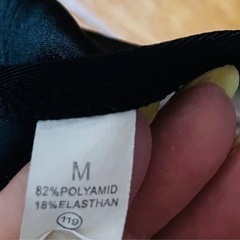 M
82%POLYAMID
18%ELASTHAN
119